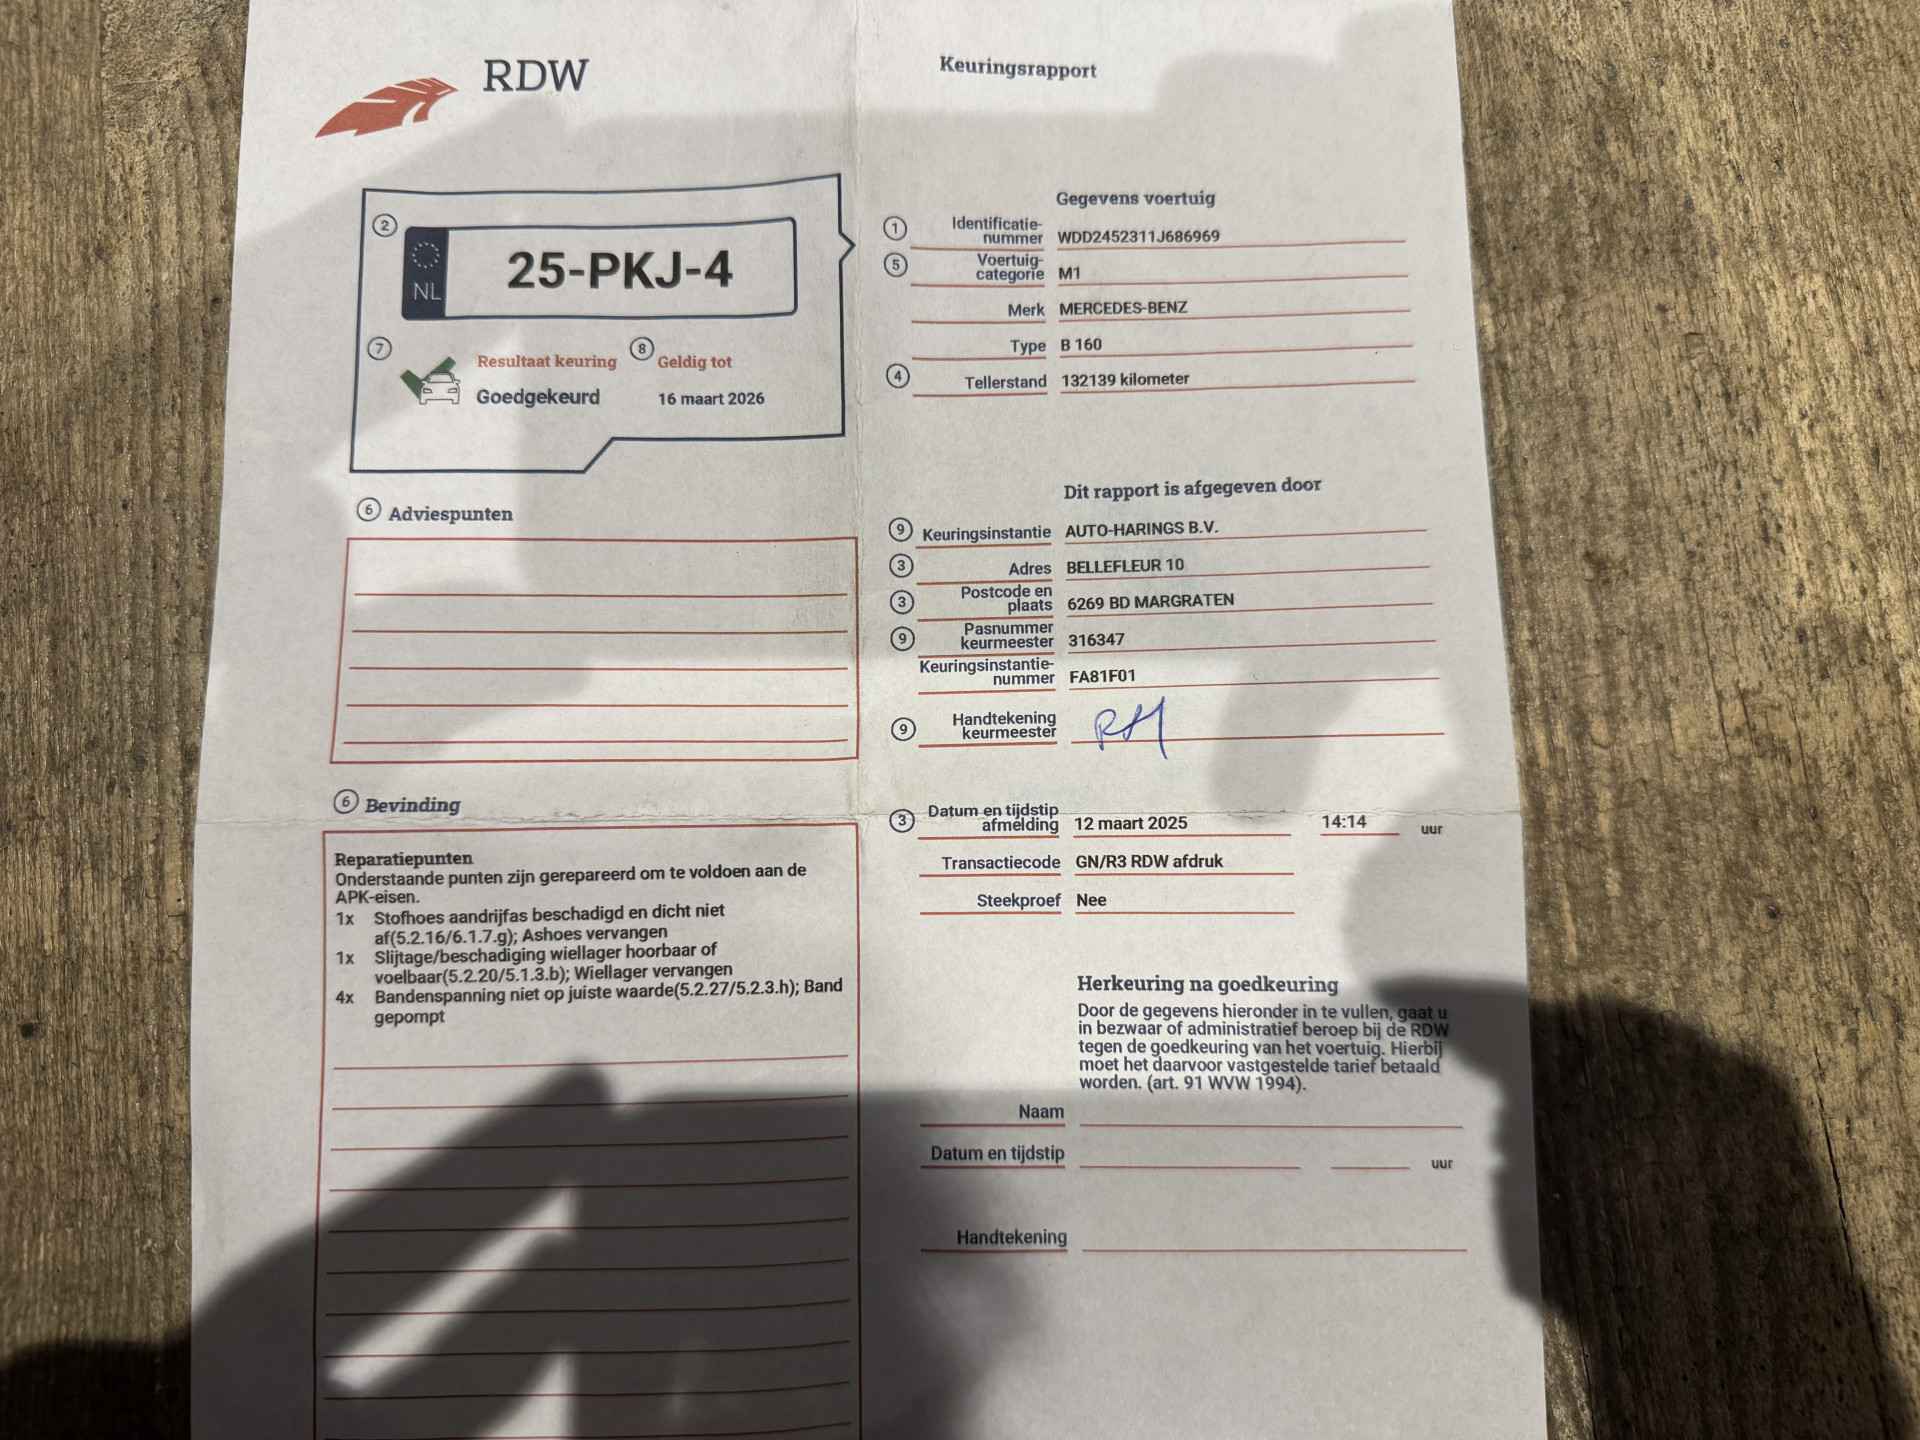 RDW
Keuringsrapport
2
NL
25-PKJ-4
7
Resultaat keuring
Goedgekeurd
8
Geldig tot
16 maart 2026
Gegevens voertuig
1 Identificatie-
nummer WDD2452311J686969
5 Voertuig-
categorie M1
Merk MERCEDES-BENZ
Type B 160
4 Tellerstand 132139 kilometer
6 Adviespunten
Dit rapport is afgegeven door
9 Keuringsinstantie AUTO-HARINGS B.V.
3 Adres BELLEFLEUR 10
3 Postcode en
plaats 6269 BD MARGRATEN
9 Pasnummer
keurmeester 316347
Keuringsinstantie-
nummer FA81F01
9 Handtekening
keurmeester
6 Bevinding
Reparatiepunten
Onderstaande punten zijn gerepareerd om te voldoen aan de
APK-eisen.
1x Stofhoes aandrijfas beschadigd en dicht niet
af(5.2.16/6.1.7.g); Ashoes vervangen
1x Slijtage/beschadiging wiellager hoorbaar of
voelbaar(5.2.20/5.1.3.b); Wiellager vervangen
4x Bandenspanning niet op juiste waarde(5.2.27/5.2.3.h); Band
gepompt
3 Datum en tijdstip
afmelding 12 maart 2025 14:14 uur
Transactiecode GN/R3 RDW afdruk
Steekproef Nee
Herkeuring na goedkeuring
Door de gegevens hieronder in te vullen, gaat u
in bezwaar of administratief beroep bij de RDW
tegen de goedkeuring van het voertuig. Hierbij
moet het daarvoor vastgestelde tarief betaald
worden. (art. 91 WVW 1994).
Naam
Datum en tijdstip uur
Handtekening